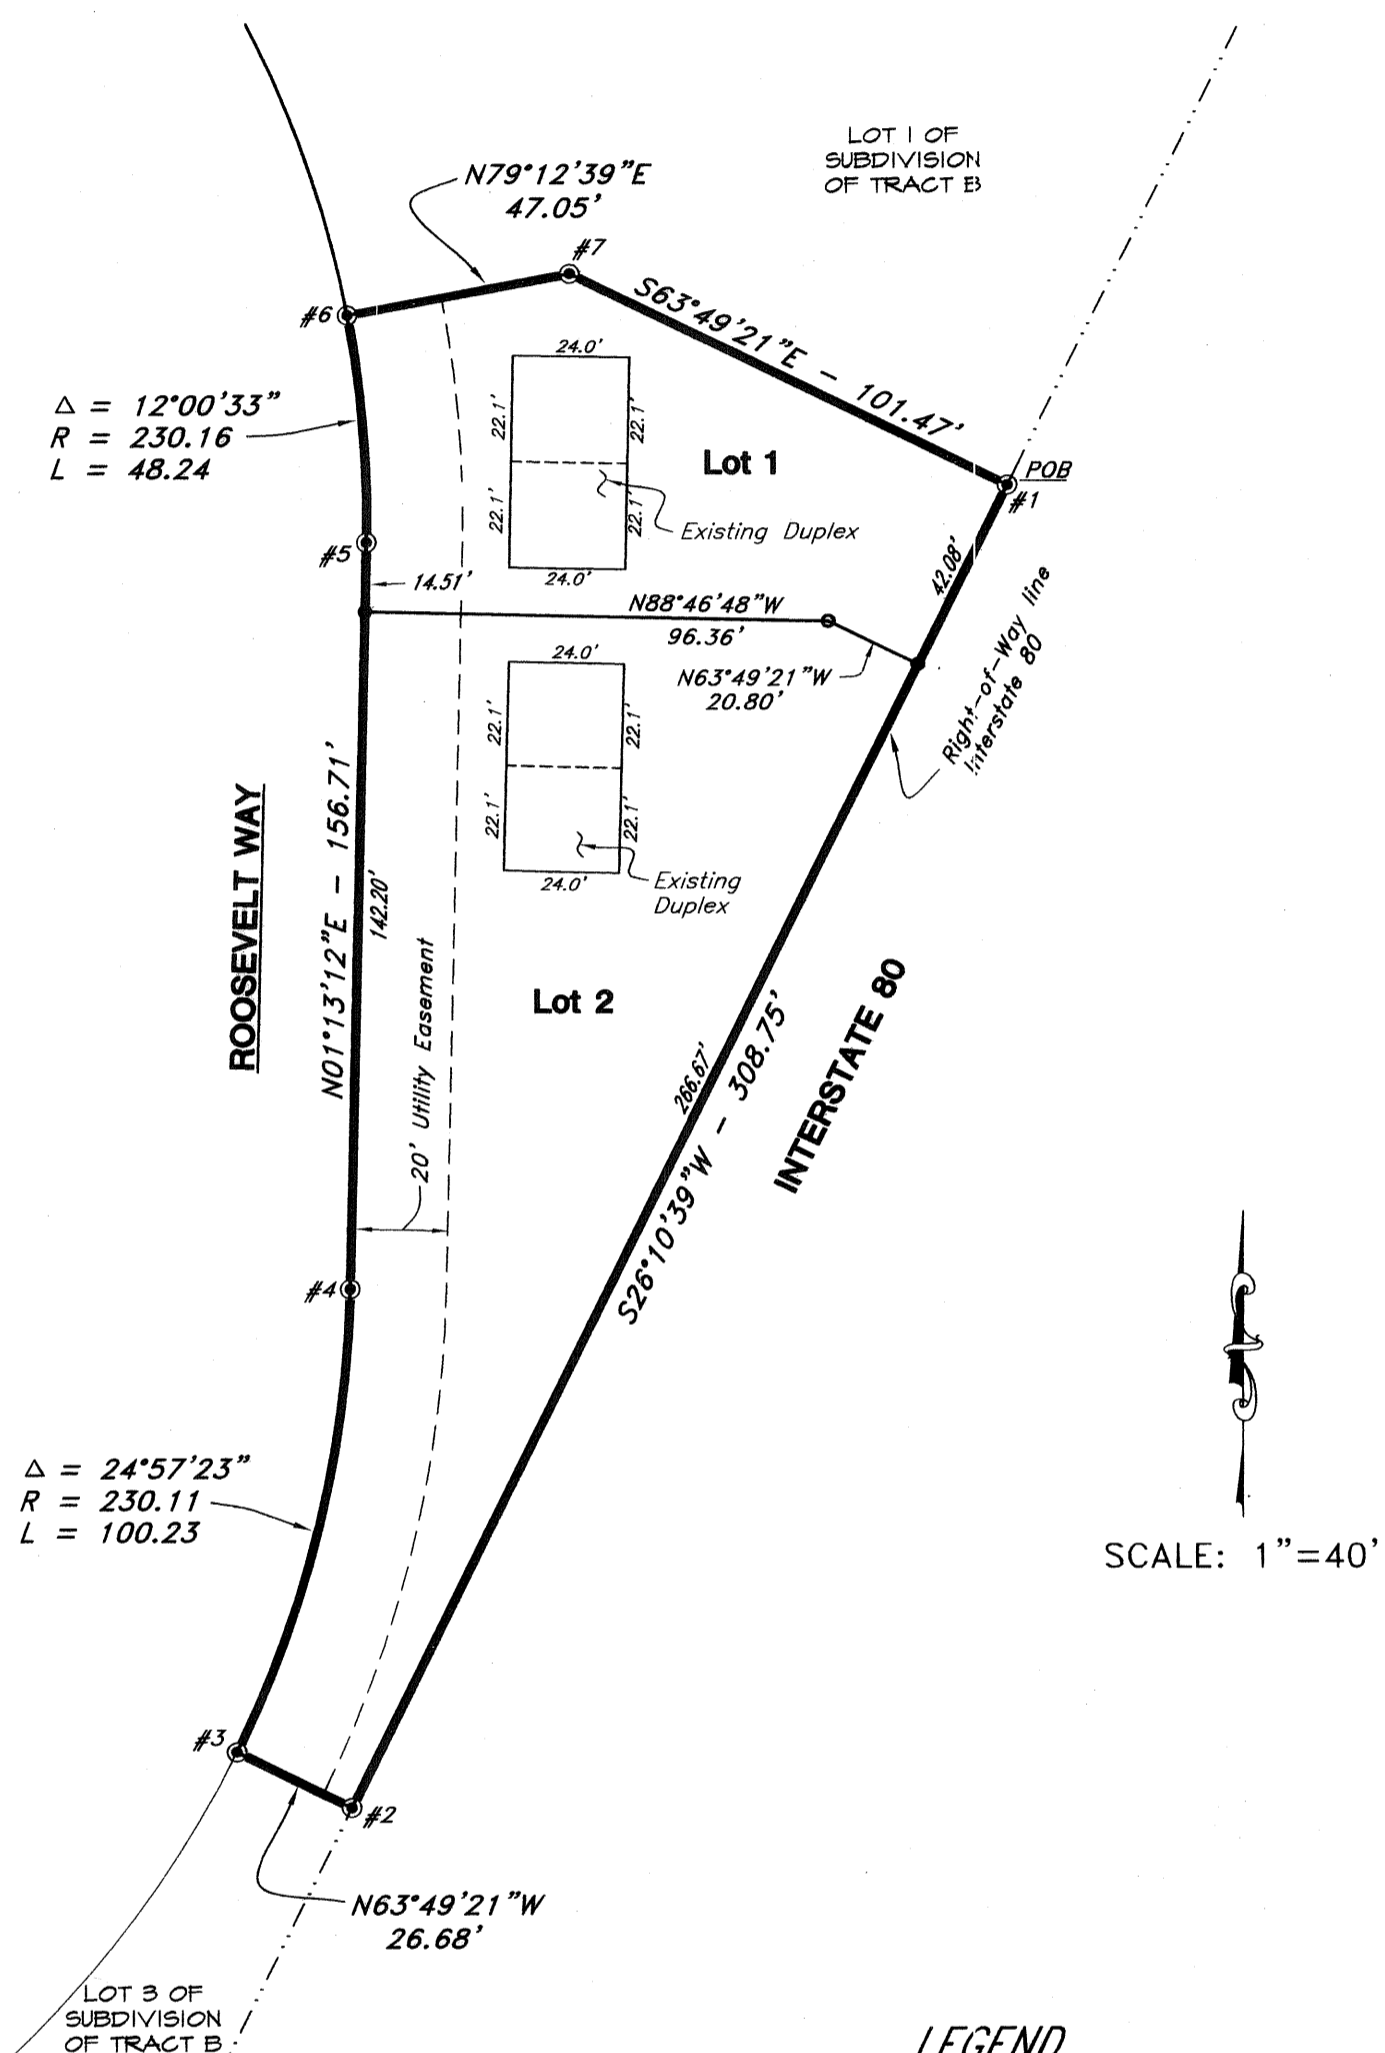 LOT 1 OF
SUBDIVISION
OF TRACT B
N79°12'39"E
47.05'
#7
#6
S63°49'21"E - 101.47'
24.0'
22.1'
22.1'
22.1'
22.1'
24.0'
Existing Duplex
Lot 1
Δ = 12°00'33"
R = 230.16
L = 48.24
POB
#1
#5
14.51'
42.08'
N88°46'48"W
96.36'
N63°49'21"W
20.80'
Right-of-Way line
Interstate 80
24.0'
22.1'
22.1'
22.1'
22.1'
24.0'
Existing
Duplex
ROOSEVELT WAY
N01°13'12"E - 156.71'
142.20'
20' Utility Easement
Lot 2
266.67'
S26°10'39"W - 308.75'
INTERSTATE 80
#4
Δ = 24°57'23"
R = 230.11
L = 100.23
SCALE: 1"=40'
#3
#2
N63°49'21"W
26.68'
LOT 3 OF
SUBDIVISION
OF TRACT B
LEGEND